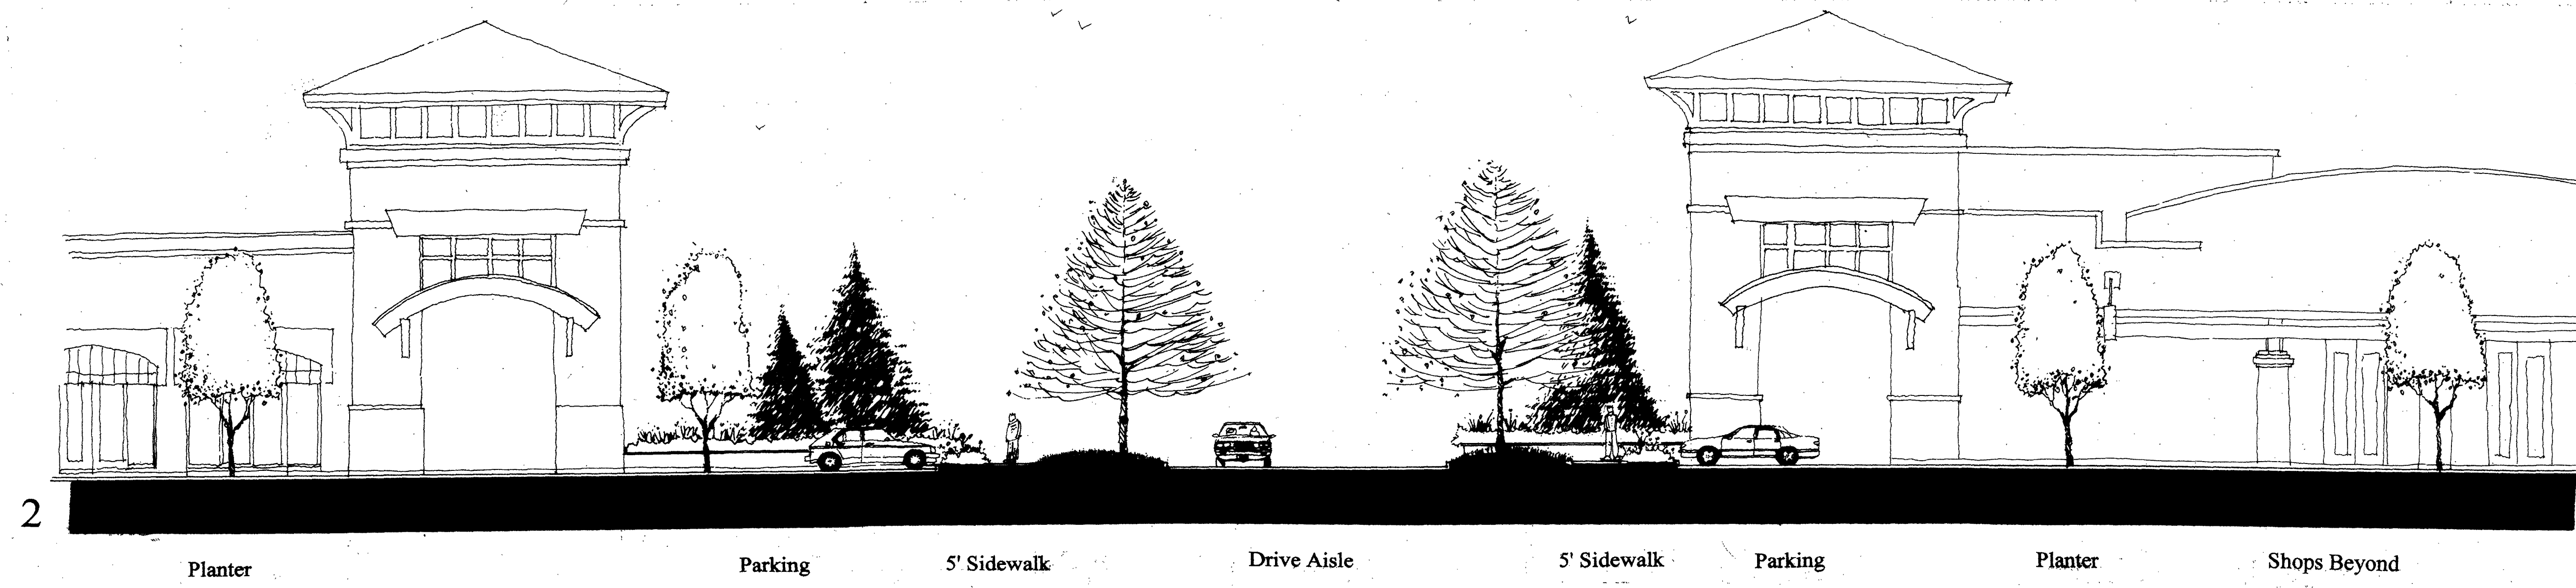 2
Planter
Parking
5' Sidewalk
Drive Aisle
5' Sidewalk
Parking
Planter
Shops Beyond